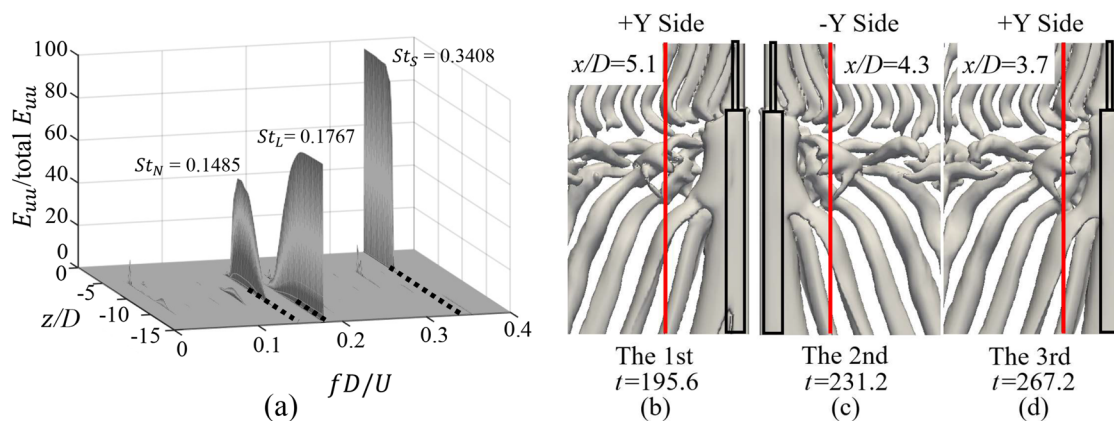 100
80
60
40
20
0
E_uu/total E_uu
St_N = 0.1485
St_L = 0.1767
St_S = 0.3408
0
-5
-10
-15
z/D
0
0.1
0.2
0.3
0.4
fD/U
(a)
+Y Side
x/D=5.1
The 1st
t=195.6
(b)
-Y Side
x/D=4.3
The 2nd
t=231.2
(c)
+Y Side
x/D=3.7
The 3rd
t=267.2
(d)